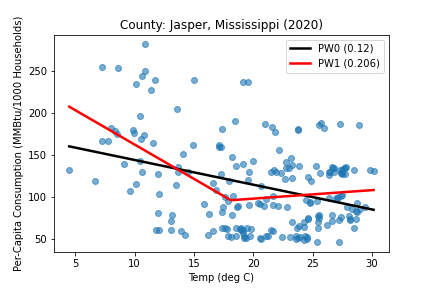 County: Jasper, Mississippi (2020)
PW0 (0.12)
PW1 (0.206)
Per-Capita Consumption (MMBtu/1000 Households)
250
200
150
100
50
5 10 15 20 25 30
Temp (deg C)